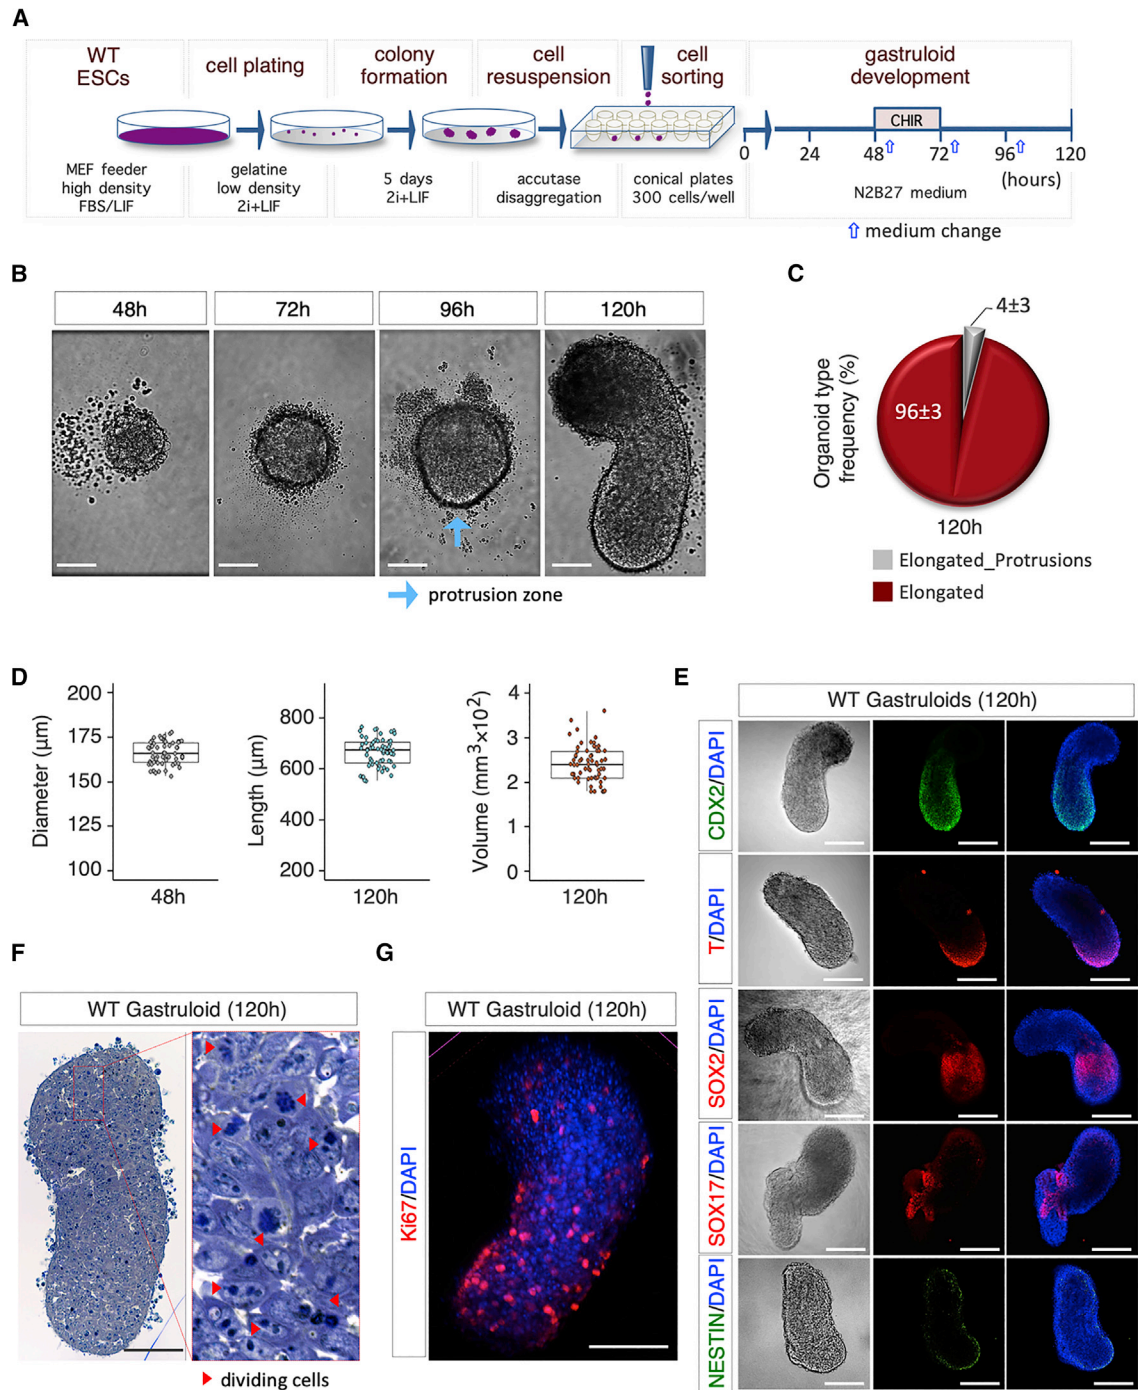 A
WT
ESCs
cell plating
colony
formation
cell
resuspension
cell
sorting
gastruloid
development
CHIR
0
24
48
72
96
120
(hours)
MEF feeder
high density
FBS/LIF
gelatine
low density
2i+LIF
5 days
2i+LIF
accutase
disaggregation
conical plates
300 cells/well
N2B27 medium
medium change
B
48h
72h
96h
120h
protrusion zone
C
4±3
96±3
Organoid type
frequency (%)
120h
Elongated_Protrusions
Elongated
D
Diameter (µm)
200
175
150
125
100
48h
Length (µm)
800
600
400
200
120h
Volume (mm³x10²)
4
3
2
1
0
120h
E
WT Gastruloids (120h)
CDX2/DAPI
T/DAPI
SOX2/DAPI
SOX17/DAPI
NESTIN/DAPI
F
WT Gastruloid (120h)
dividing cells
G
WT Gastruloid (120h)
Ki67/DAPI